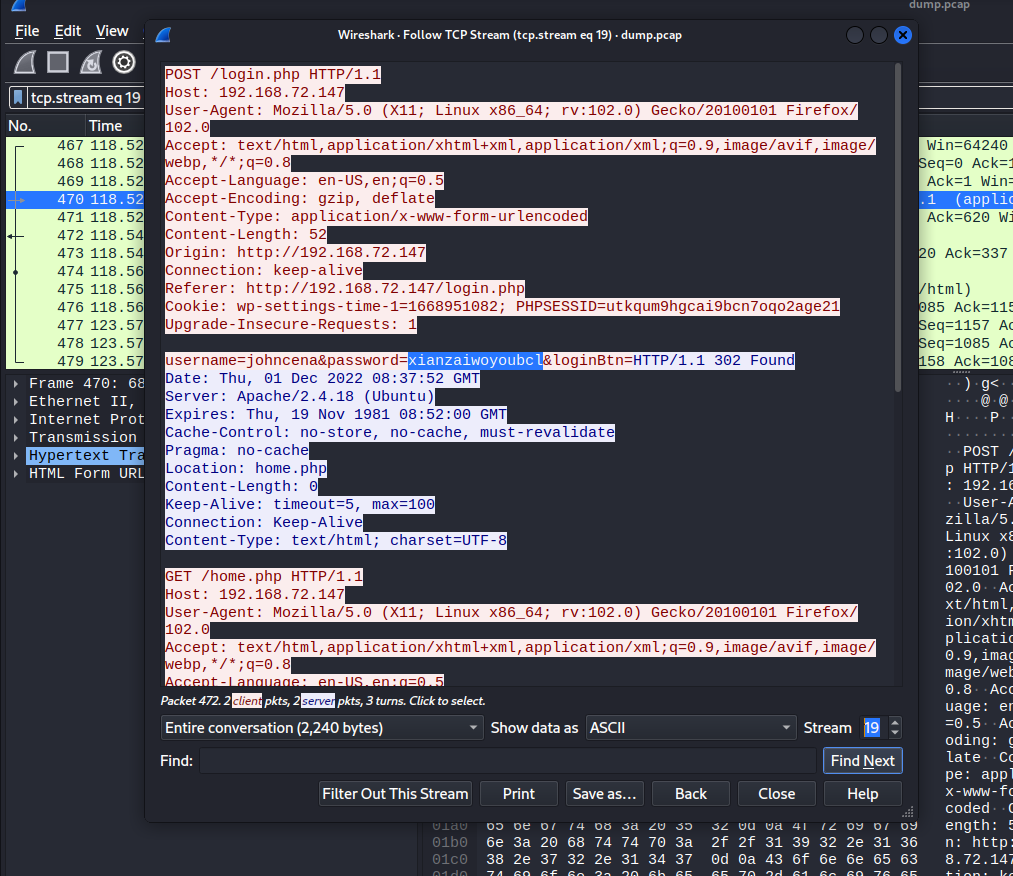 dump.pcap
File Edit View
Wireshark · Follow TCP Stream (tcp.stream eq 19) · dump.pcap
tcp.stream eq 19
No. Time
467 118.52
468 118.52
469 118.52
470 118.52
471 118.52
472 118.54
473 118.54
474 118.56
475 118.56
476 118.56
477 123.57
478 123.57
479 123.57
Win=64240
Seq=0 Ack=1
Ack=1 Win=
.1 (applic
Ack=620 Wi
20 Ack=337
/html)
085 Ack=115
Seq=1157 A
Seq=1085 A
158 Ack=108
Frame 470: 68
Ethernet II,
Internet Prot
Transmission
Hypertext Tra
HTML Form URL
POST /login.php HTTP/1.1
Host: 192.168.72.147
User-Agent: Mozilla/5.0 (X11; Linux x86_64; rv:102.0) Gecko/20100101 Firefox/
102.0
Accept: text/html,application/xhtml+xml,application/xml;q=0.9,image/avif,image/
webp,*/*;q=0.8
Accept-Language: en-US,en;q=0.5
Accept-Encoding: gzip, deflate
Content-Type: application/x-www-form-urlencoded
Content-Length: 52
Origin: http://192.168.72.147
Connection: keep-alive
Referer: http://192.168.72.147/login.php
Cookie: wp-settings-time-1=1668951082; PHPSESSID=utkqum9hgcai9bcn7oqo2age21
Upgrade-Insecure-Requests: 1
username=johncena&password=xianzaiwoyoubcl&loginBtn=HTTP/1.1 302 Found
Date: Thu, 01 Dec 2022 08:37:52 GMT
Server: Apache/2.4.18 (Ubuntu)
Expires: Thu, 19 Nov 1981 08:52:00 GMT
Cache-Control: no-store, no-cache, must-revalidate
Pragma: no-cache
Location: home.php
Content-Length: 0
Keep-Alive: timeout=5, max=100
Connection: Keep-Alive
Content-Type: text/html; charset=UTF-8
GET /home.php HTTP/1.1
Host: 192.168.72.147
User-Agent: Mozilla/5.0 (X11; Linux x86_64; rv:102.0) Gecko/20100101 Firefox/
102.0
Accept: text/html,application/xhtml+xml,application/xml;q=0.9,image/avif,image/
webp,*/*;q=0.8
Accept-Language: en-US,en;q=0.5
Packet 472. 2 client pkts, 2 server pkts, 3 turns. Click to select.
Entire conversation (2,240 bytes) Show data as ASCII Stream 19
Find: Find Next
Filter Out This Stream Print Save as… Back Close Help
··)g<
····@·@
H····P··
········
··POST /
p HTTP/1
: 192.16
··User-A
zilla/5.
Linux x8
:102.0)
100101 F
02.0··Ac
xt/html,
ion/xhtm
plicatio
0.9,imag
mage/web
0.8··Acc
uage: en
=0.5··Ac
oding: g
late··Co
pe: appl
x-www-fo
coded··C
ength: 5
n: http:
8.72.147
01a0 65 6e 67 74 68 3a 20 35 32 0d 0a 4f 72 69 67 69
01b0 6e 3a 20 68 74 74 70 3a 2f 2f 31 39 32 2e 31 36
01c0 38 2e 37 32 2e 31 34 37 0d 0a 43 6f 6e 6e 65 63